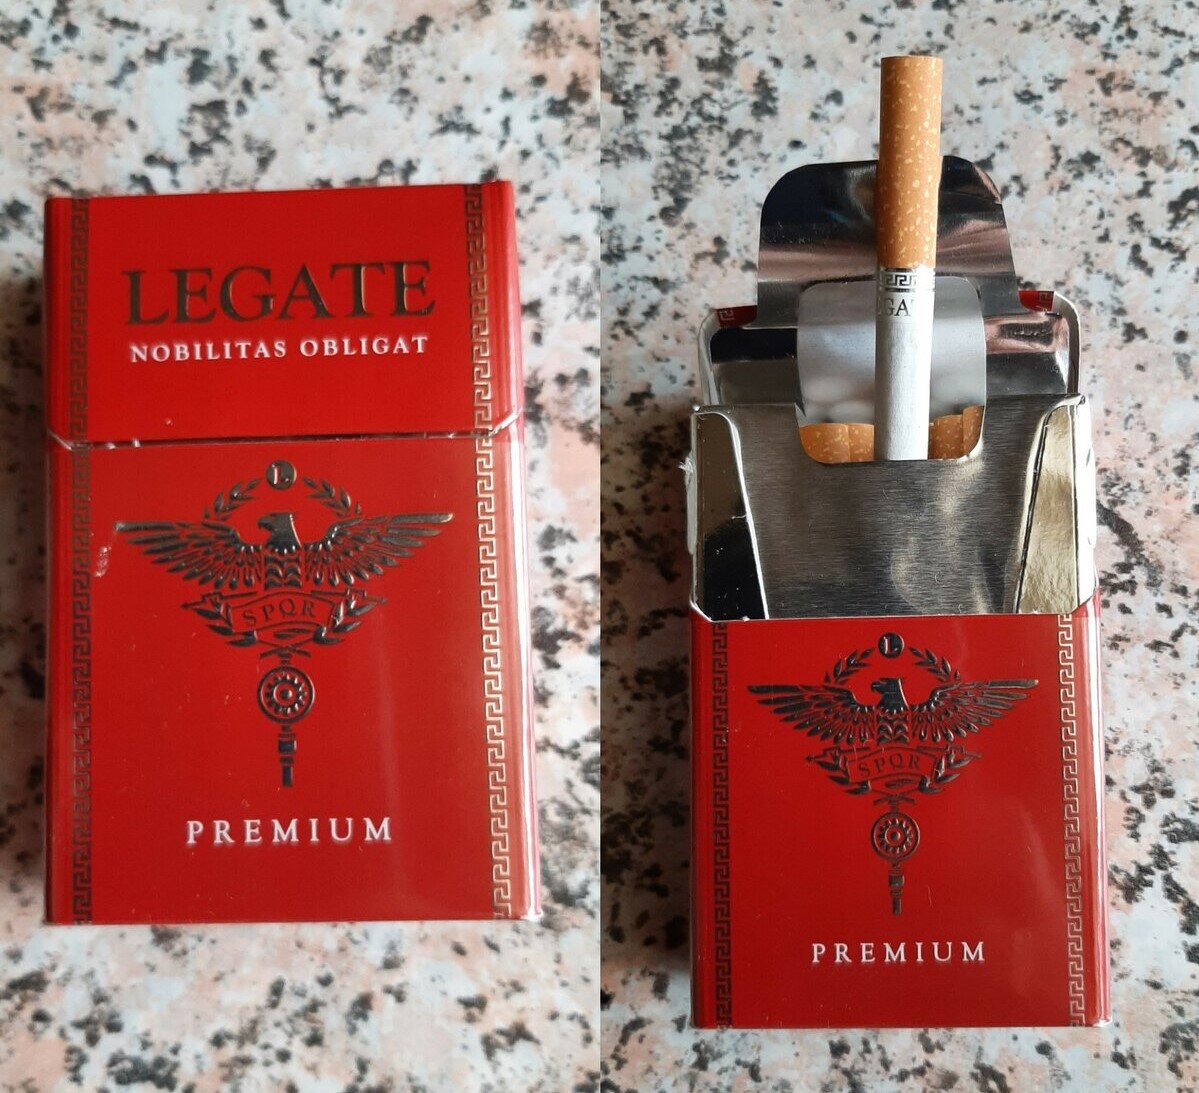 LEGATE
NOBILITAS OBLIGAT
L
SPQR
PREMIUM
L
SPQR
PREMIUM